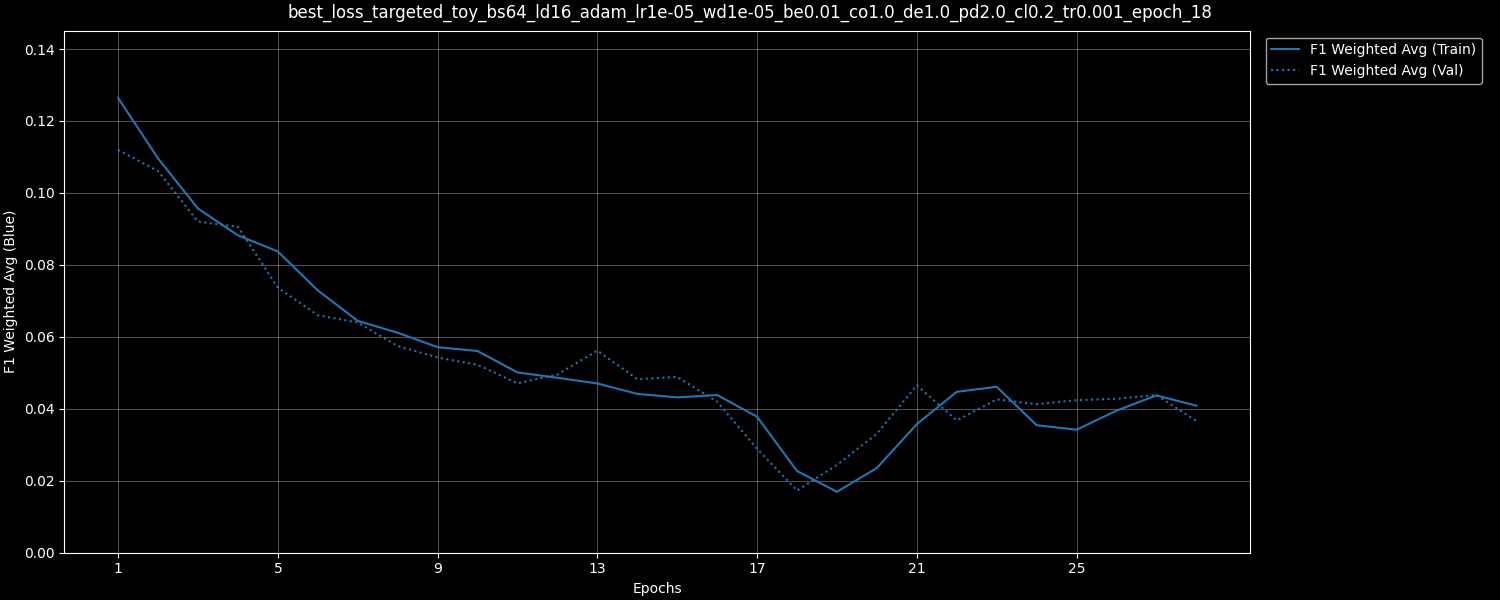 best_loss_targeted_toy_bs64_ld16_adam_lr1e-05_wd1e-05_be0.01_co1.0_de1.0_pd2.0_cl0.2_tr0.001_epoch_18
F1 Weighted Avg (Train)
F1 Weighted Avg (Val)
F1 Weighted Avg (Blue)
0.14
0.12
0.10
0.08
0.06
0.04
0.02
0.00
1 5 9 13 17 21 25
Epochs